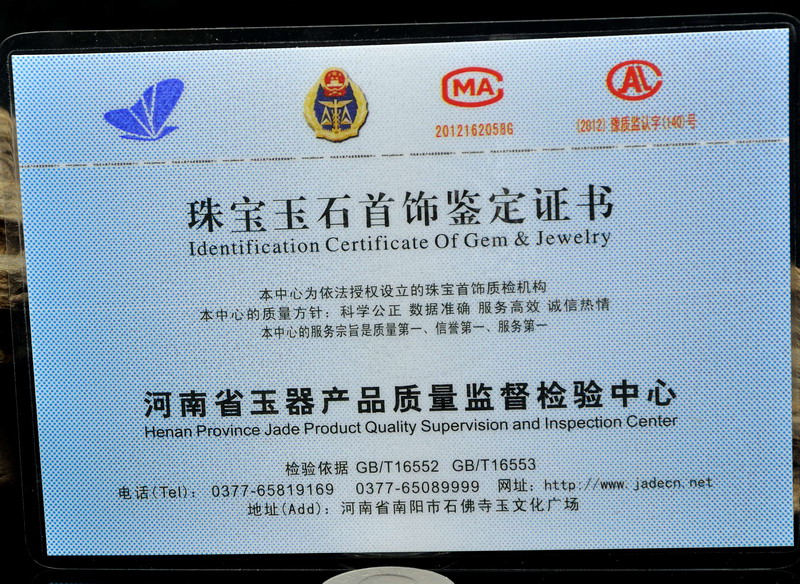 MA
AL
2012162058G
(2012) 豫质监认字(140)号
珠宝玉石首饰鉴定证书
Identification Certificate Of Gem & Jewelry
本中心为依法授权设立的珠宝首饰质检机构
本中心的质量方针：科学公正 数据准确 服务高效 诚信热情
本中心的服务宗旨是质量第一、信誉第一、服务第一
河南省玉器产品质量监督检验中心
Henan Province Jade Product Quality Supervision and Inspection Center
检验依据 GB/T16552 GB/T16553
电话(Tel): 0377-65819169 0377-65089999 网址: http://www.jadecn.net
地址(Add): 河南省南阳市石佛寺玉文化广场